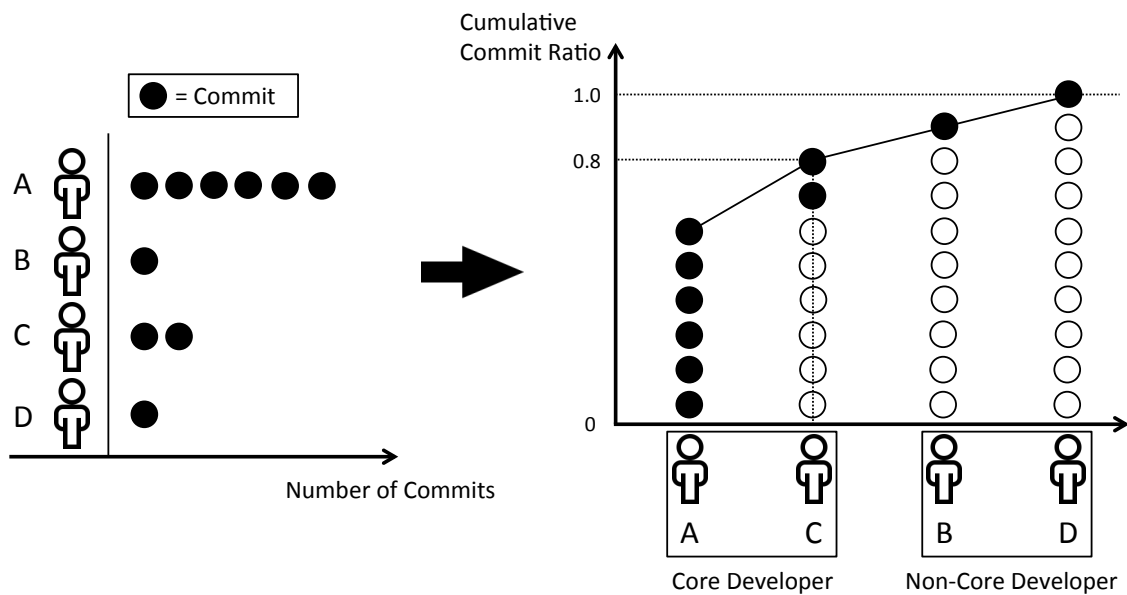 Cumulative
Commit Ratio
= Commit
1.0
0.8
A
B
C
D
0
Number of Commits
A
C
B
D
Core Developer
Non-Core Developer